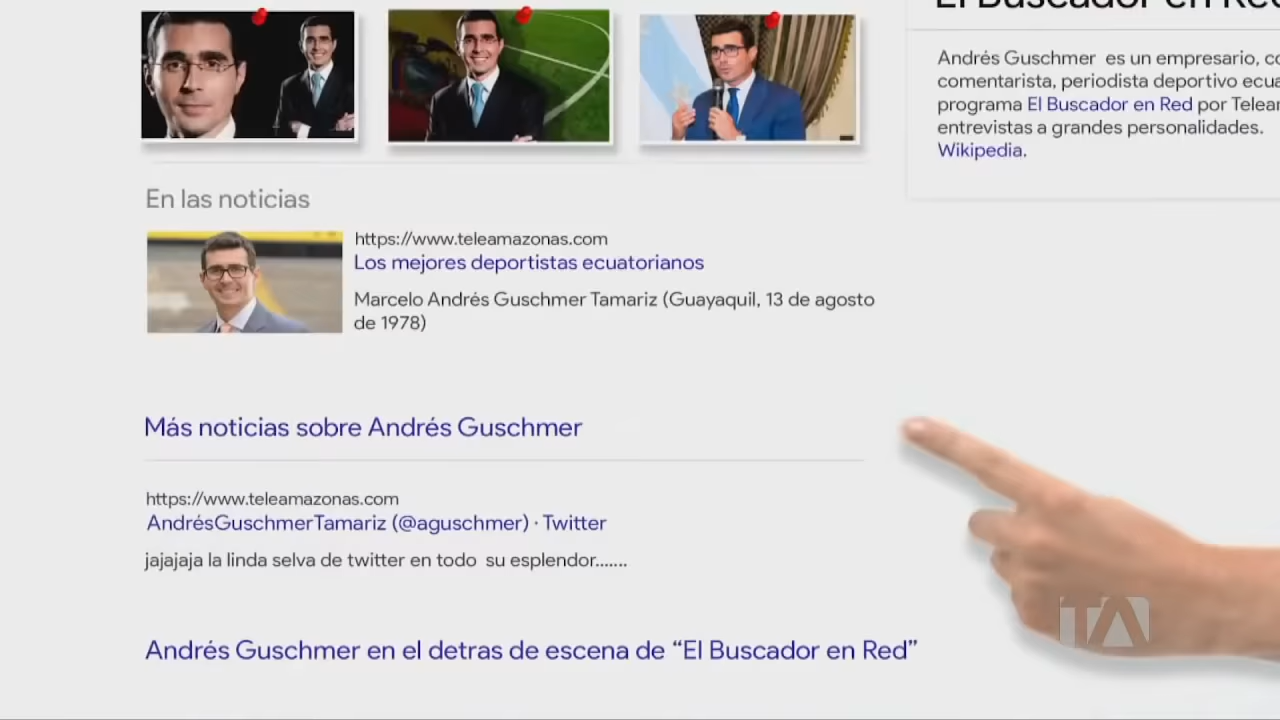 El Buscador en Red
Andrés Guschmer es un empresario,
comentarista, periodista deportivo
programa El Buscador en Red por
entrevistas a grandes personalidades.
Wikipedia.
En las noticias
https://www.teleamazonas.com
Los mejores deportistas ecuatorianos
Marcelo Andrés Guschmer Tamariz (Guayaquil, 13 de agosto
de 1978)
Más noticias sobre Andrés Guschmer
https://www.teleamazonas.com
AndrésGuschmerTamariz (@aguschmer) · Twitter
jajajaja la linda selva de twitter en todo su esplendor.......
Andrés Guschmer en el detras de escena de “El Buscador en Red”
TA